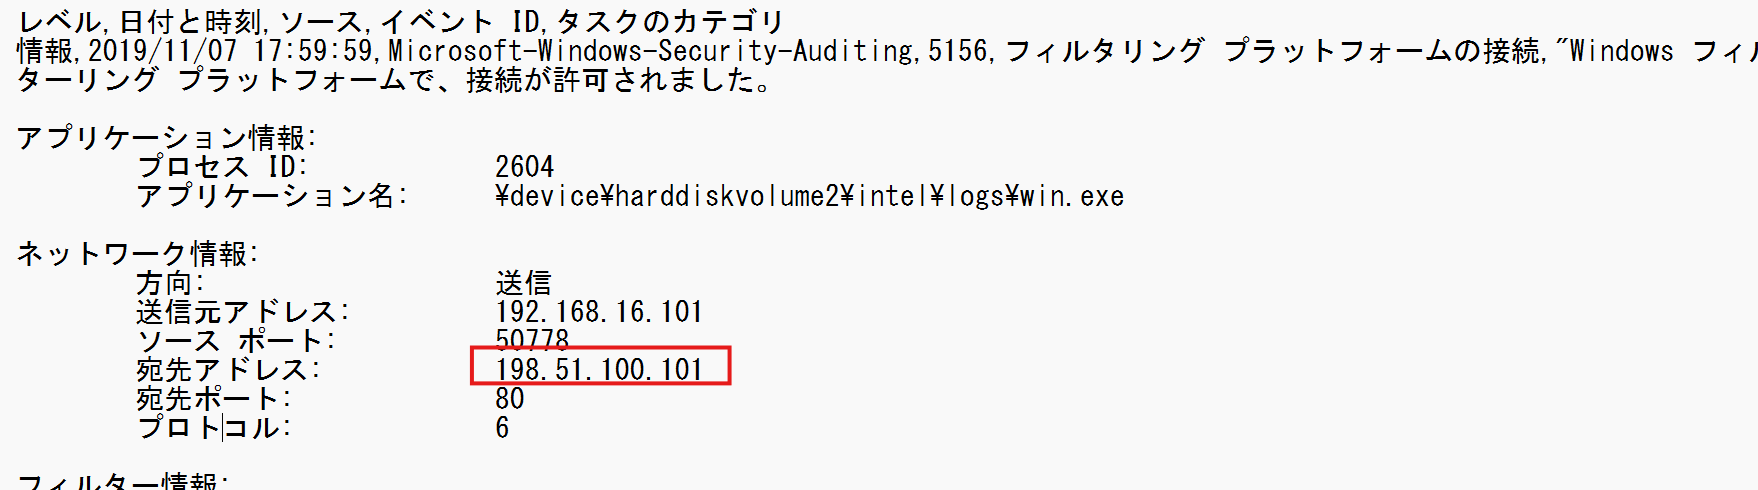 レベル,日付と時刻,ソース,イベント ID,タスクのカテゴリ
情報,2019/11/07 17:59:59,Microsoft-Windows-Security-Auditing,5156,フィルタリング プラットフォームの接続,"Windows フィル
ターリング プラットフォームで、接続が許可されました。
アプリケーション情報:
プロセス ID: 2604
アプリケーション名: ¥device¥harddiskvolume2¥intel¥logs¥win.exe
ネットワーク情報:
方向: 送信
送信元アドレス: 192.168.16.101
ソース ポート: 50778
宛先アドレス: 198.51.100.101
宛先ポート: 80
プロトコル: 6
フィルター情報: